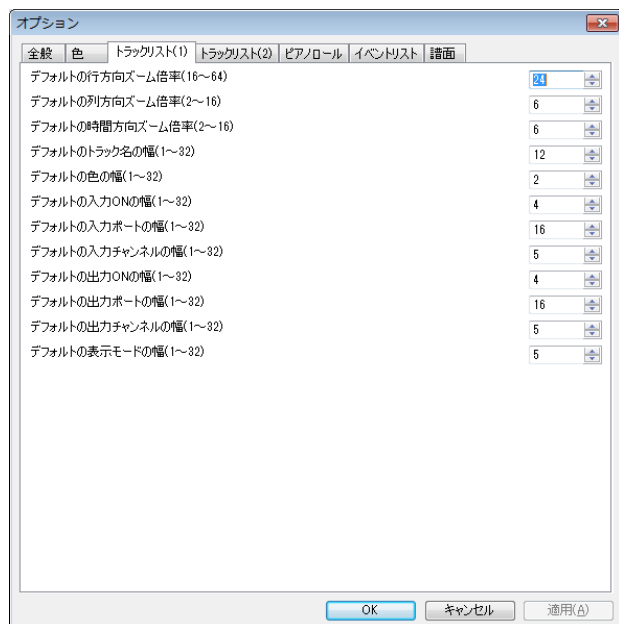 オプション
全般 色 トラックリスト(1) トラックリスト(2) ピアノロール イベントリスト 譜面
デフォルトの行方向ズーム倍率(16～64) 24
デフォルトの列方向ズーム倍率(2～16) 6
デフォルトの時間方向ズーム倍率(2～16) 6
デフォルトのトラック名の幅(1～32) 12
デフォルトの色の幅(1～32) 2
デフォルトの入力ONの幅(1～32) 4
デフォルトの入力ポートの幅(1～32) 16
デフォルトの入力チャンネルの幅(1～32) 5
デフォルトの出力ONの幅(1～32) 4
デフォルトの出力ポートの幅(1～32) 16
デフォルトの出力チャンネルの幅(1～32) 5
デフォルトの表示モードの幅(1～32) 5
OK キャンセル 適用(A)